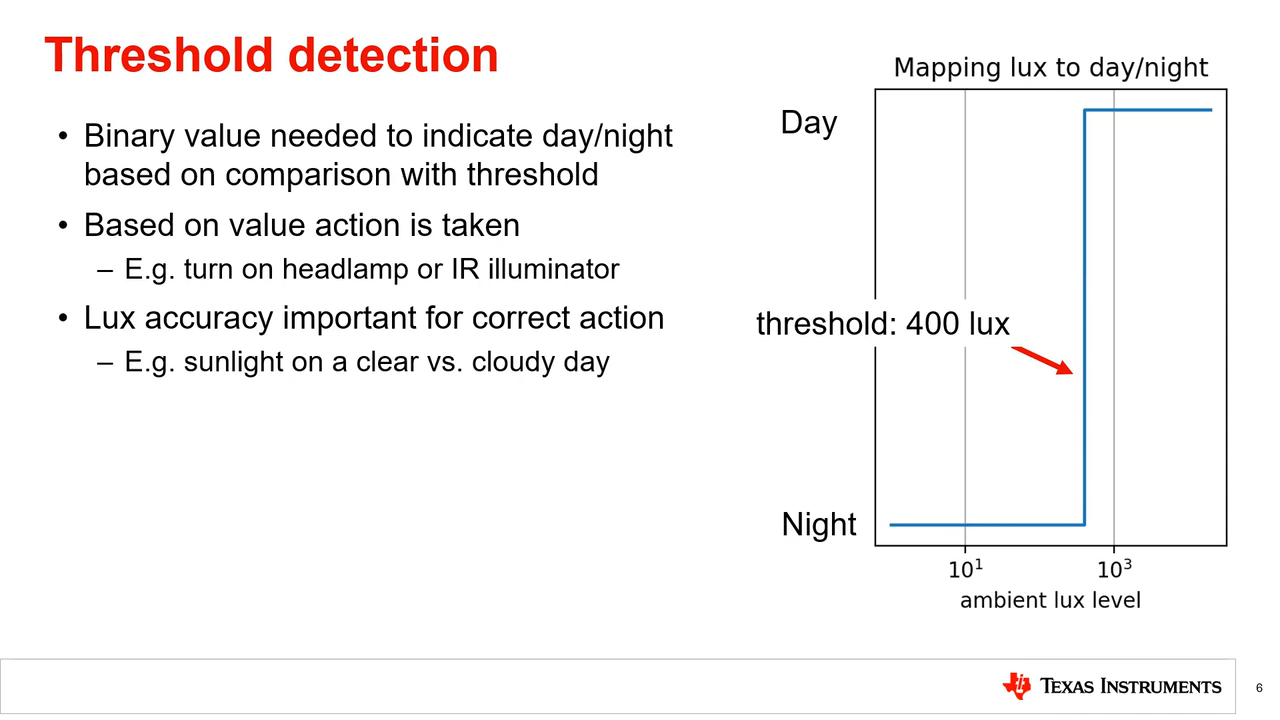 Threshold detection
• Binary value needed to indicate day/night
based on comparison with threshold
• Based on value action is taken
– E.g. turn on headlamp or IR illuminator
• Lux accuracy important for correct action
– E.g. sunlight on a clear vs. cloudy day
Mapping lux to day/night
Day
threshold: 400 lux
Night
10¹ 10³
ambient lux level
TEXAS INSTRUMENTS
6